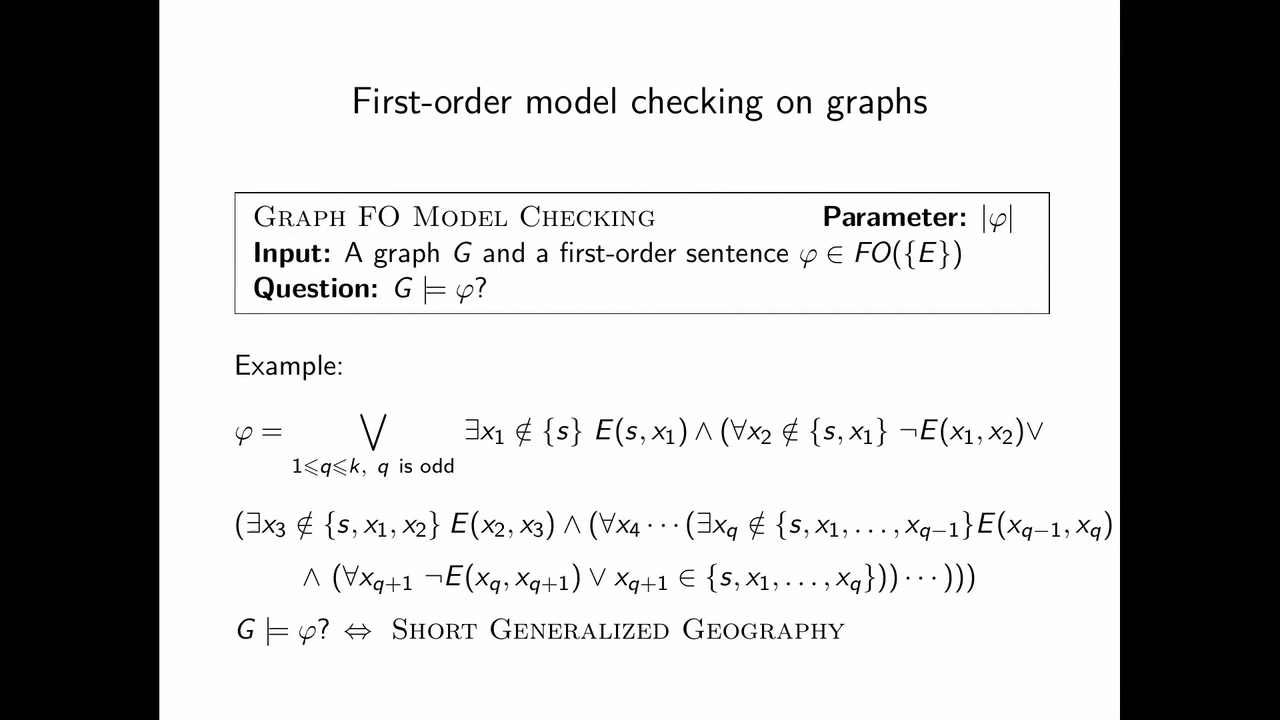 First-order model checking on graphs
GRAPH FO MODEL CHECKING Parameter: |φ|
Input: A graph G and a first-order sentence φ ∈ FO({E})
Question: G ⊨ φ?
Example:
φ = ⋁ ∃x₁ ∉ {s} E(s, x₁) ∧ (∀x₂ ∉ {s, x₁} ¬E(x₁, x₂)∨
1⩽q⩽k, q is odd
(∃x₃ ∉ {s, x₁, x₂} E(x₂, x₃) ∧ (∀x₄ ⋯ (∃x_q ∉ {s, x₁, …, x_{q−1}}E(x_{q−1}, x_q)
∧ (∀x_{q+1} ¬E(x_q, x_{q+1}) ∨ x_{q+1} ∈ {s, x₁, …, x_q})) ⋯)))
G ⊨ φ? ⇔ SHORT GENERALIZED GEOGRAPHY